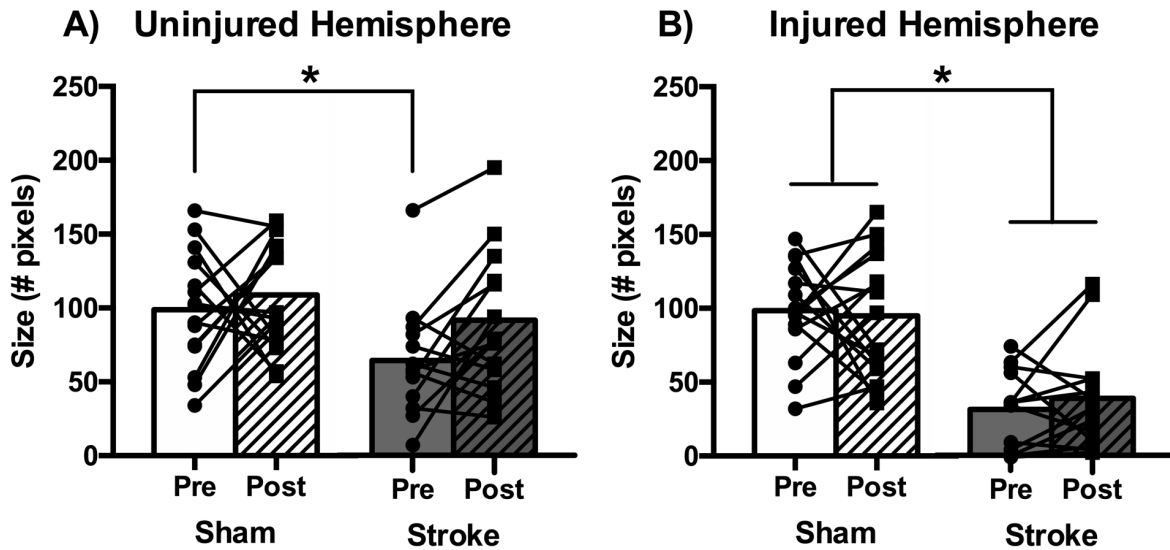 A) Uninjured Hemisphere
*
250
200
150
100
50
0
Size (# pixels)
Pre Post Pre Post
Sham Stroke
B) Injured Hemisphere
*
250
200
150
100
50
0
Size (# pixels)
Pre Post Pre Post
Sham Stroke